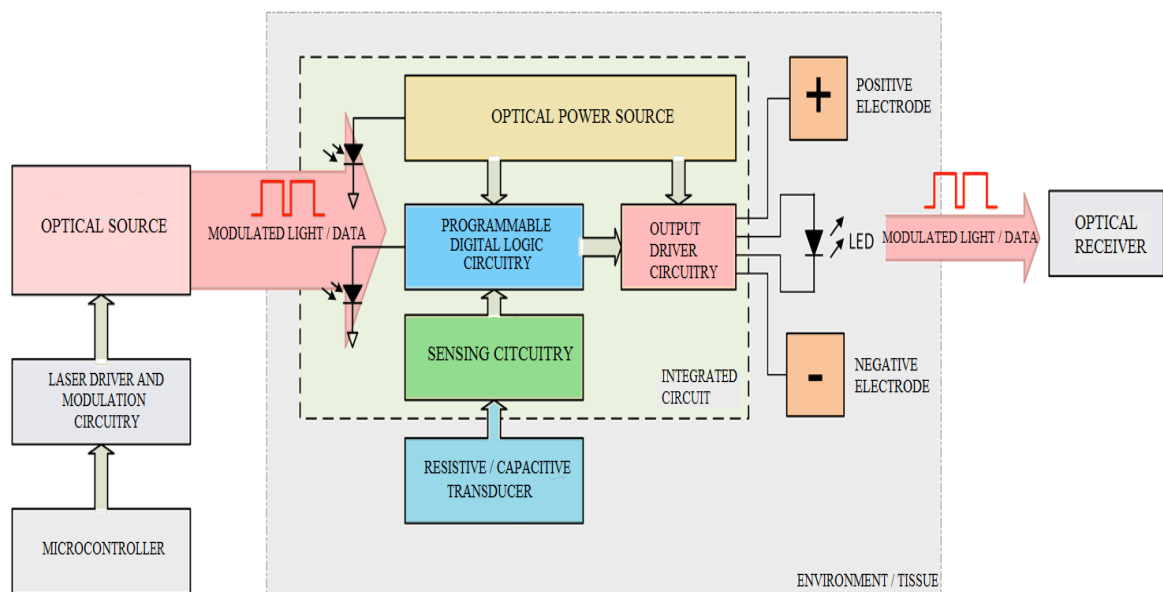 OPTICAL SOURCE
LASER DRIVER AND
MODULATION
CIRCUITRY
MICROCONTROLLER
MODULATED LIGHT / DATA
OPTICAL POWER SOURCE
PROGRAMMABLE
DIGITAL LOGIC
CIRCUITRY
OUTPUT
DRIVER
CIRCUITRY
SENSING CITCUITRY
INTEGRATED
CIRCUIT
RESISTIVE / CAPACITIVE
TRANSDUCER
+
POSITIVE
ELECTRODE
LED
-
NEGATIVE
ELECTRODE
MODULATED LIGHT / DATA
OPTICAL
RECEIVER
ENVIRONMENT / TISSUE